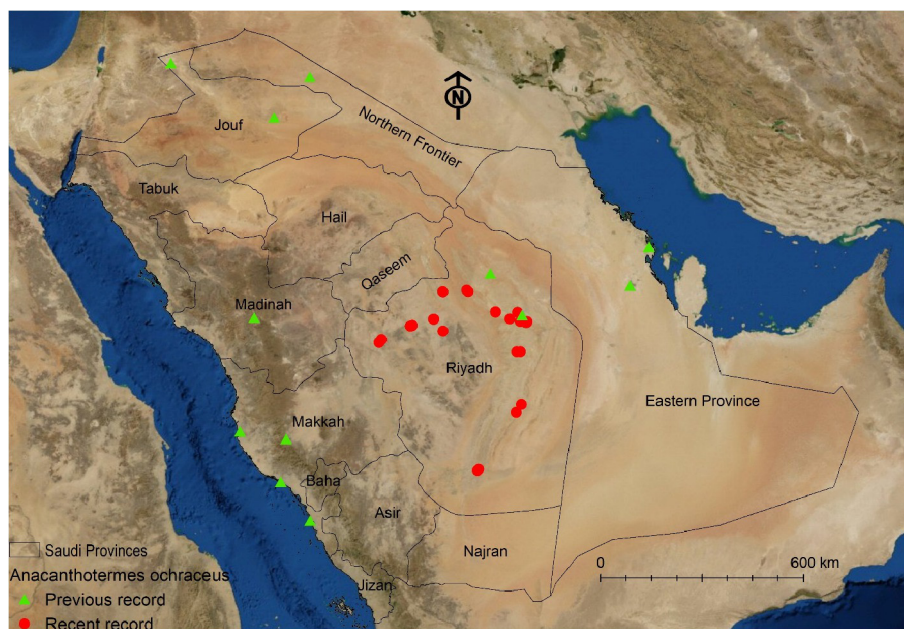 N
Northern Frontier
Jouf
Tabuk
Hail
Qaseem
Madinah
Riyadh
Eastern Province
Makkah
Baha
Asir
Najran
Jizan
0 600 km
Saudi Provinces
Anacanthotermes ochraceus
Previous record
Recent record